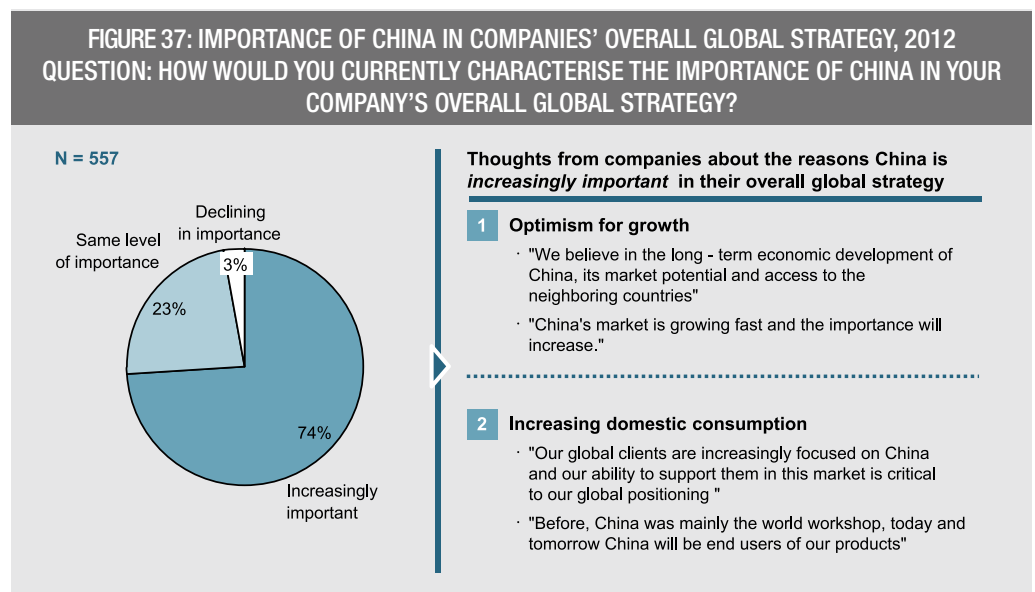 FIGURE 37: IMPORTANCE OF CHINA IN COMPANIES' OVERALL GLOBAL STRATEGY, 2012
QUESTION: HOW WOULD YOU CURRENTLY CHARACTERISE THE IMPORTANCE OF CHINA IN YOUR
COMPANY'S OVERALL GLOBAL STRATEGY?
N = 557
Declining
in importance
Same level
of importance
3%
23%
74%
Increasingly
important
Thoughts from companies about the reasons China is
increasingly important in their overall global strategy
1 Optimism for growth
· "We believe in the long - term economic development of
China, its market potential and access to the
neighboring countries"
· "China's market is growing fast and the importance will
increase."
2 Increasing domestic consumption
· "Our global clients are increasingly focused on China
and our ability to support them in this market is critical
to our global positioning "
· "Before, China was mainly the world workshop, today and
tomorrow China will be end users of our products"